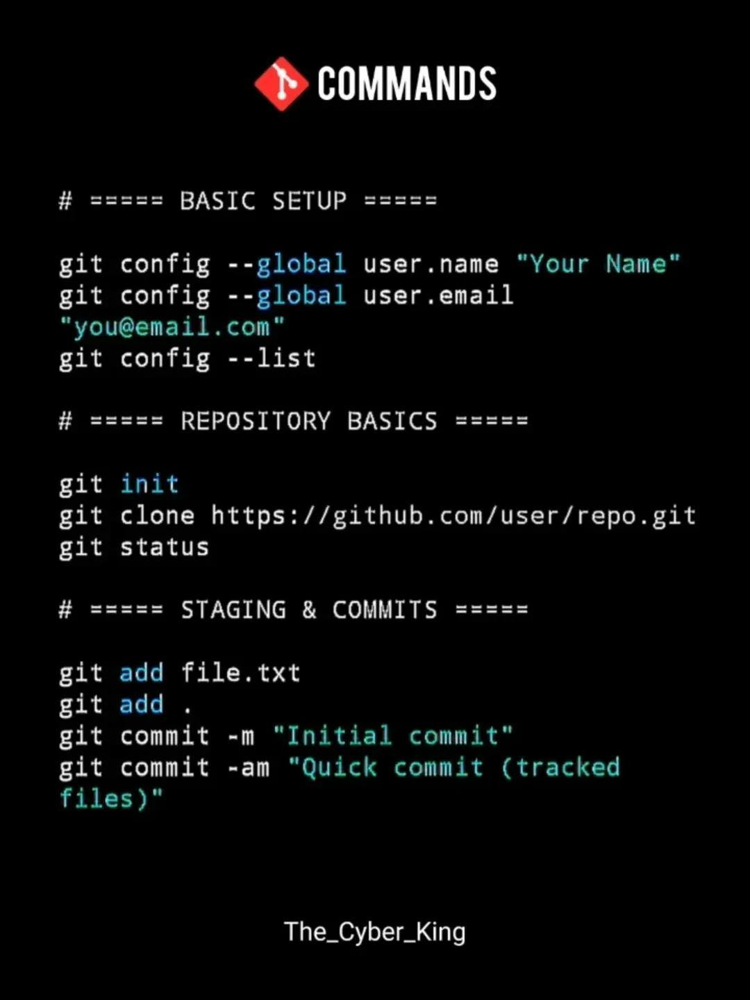 COMMANDS
# ===== BASIC SETUP =====
git config --global user.name "Your Name"
git config --global user.email
"you@email.com"
git config --list
# ===== REPOSITORY BASICS =====
git init
git clone https://github.com/user/repo.git
git status
# ===== STAGING & COMMITS =====
git add file.txt
git add .
git commit -m "Initial commit"
git commit -am "Quick commit (tracked
files)"
The_Cyber_King